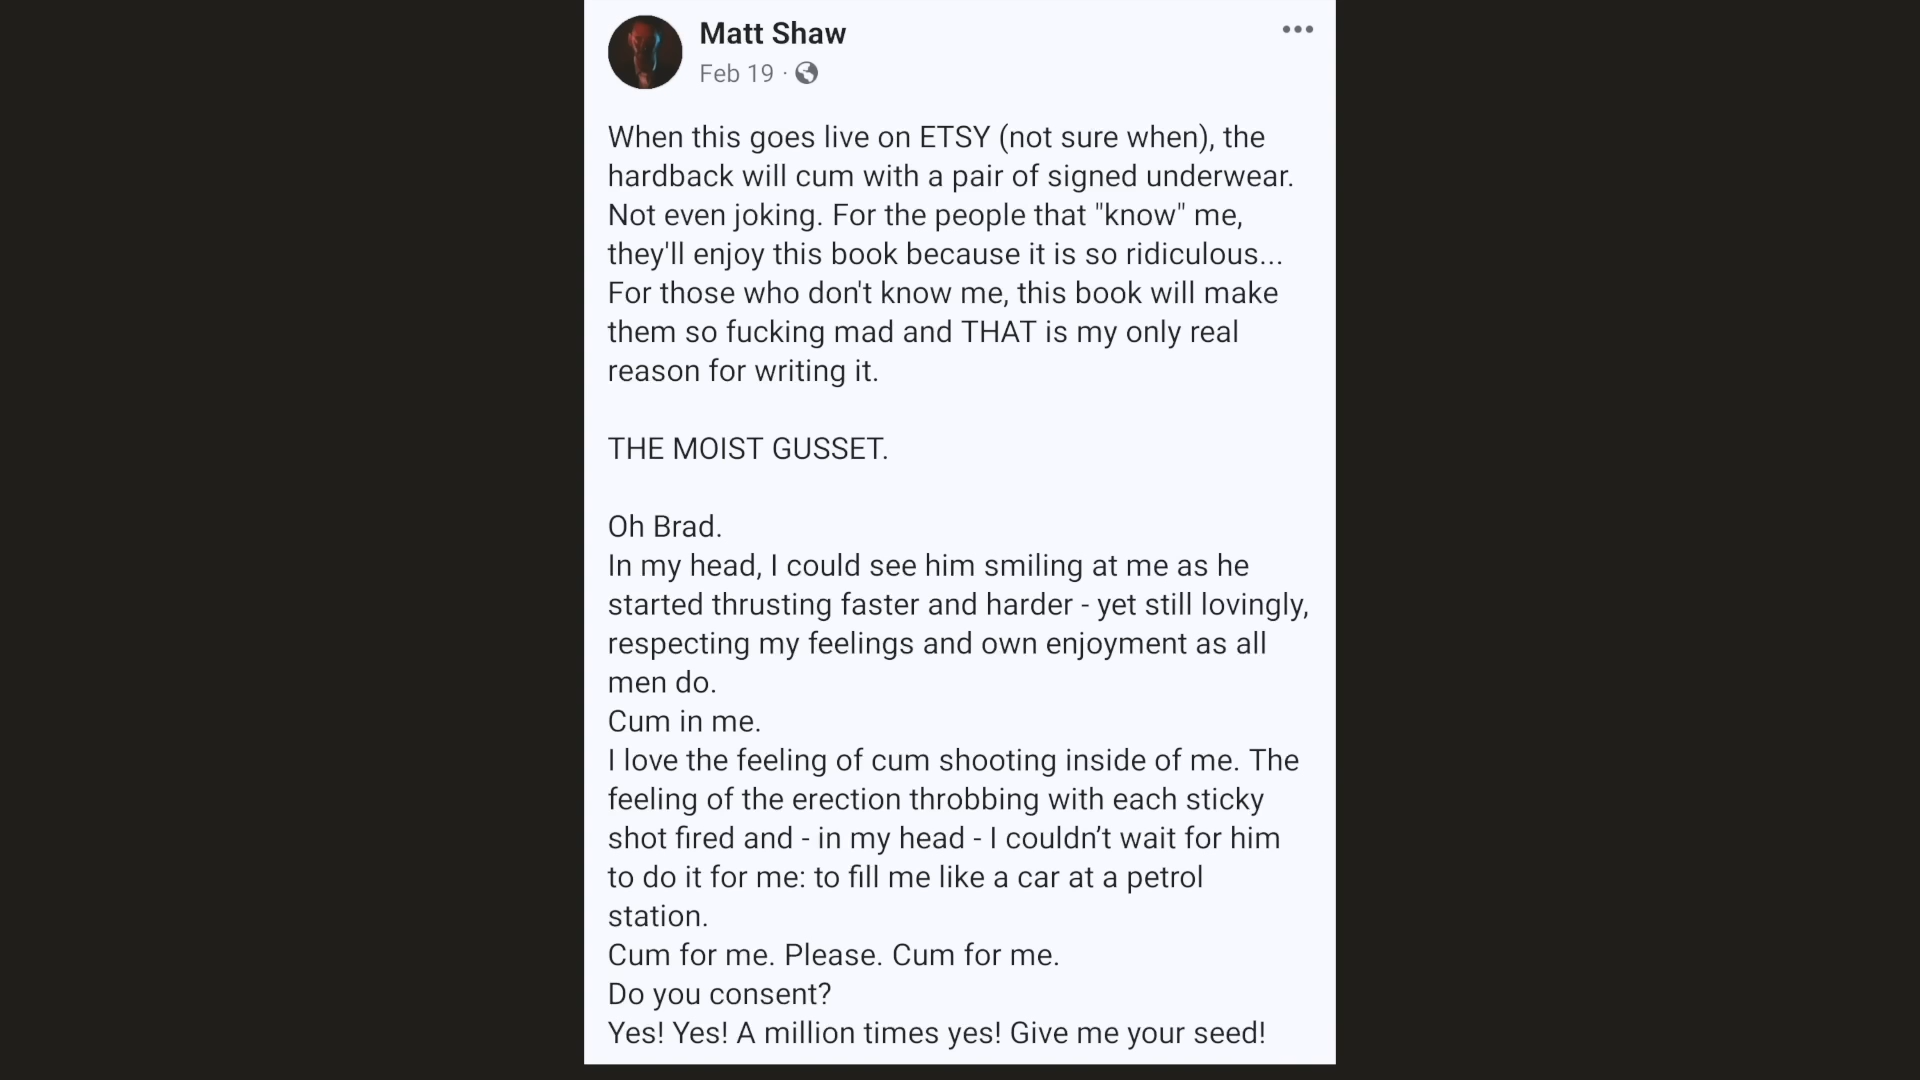 Matt Shaw
Feb 19 ·
When this goes live on ETSY (not sure when), the
hardback will cum with a pair of signed underwear.
Not even joking. For the people that "know" me,
they'll enjoy this book because it is so ridiculous...
For those who don't know me, this book will make
them so fucking mad and THAT is my only real
reason for writing it.
THE MOIST GUSSET.
Oh Brad.
In my head, I could see him smiling at me as he
started thrusting faster and harder - yet still lovingly,
respecting my feelings and own enjoyment as all
men do.
Cum in me.
I love the feeling of cum shooting inside of me. The
feeling of the erection throbbing with each sticky
shot fired and - in my head - I couldn’t wait for him
to do it for me: to fill me like a car at a petrol
station.
Cum for me. Please. Cum for me.
Do you consent?
Yes! Yes! A million times yes! Give me your seed!